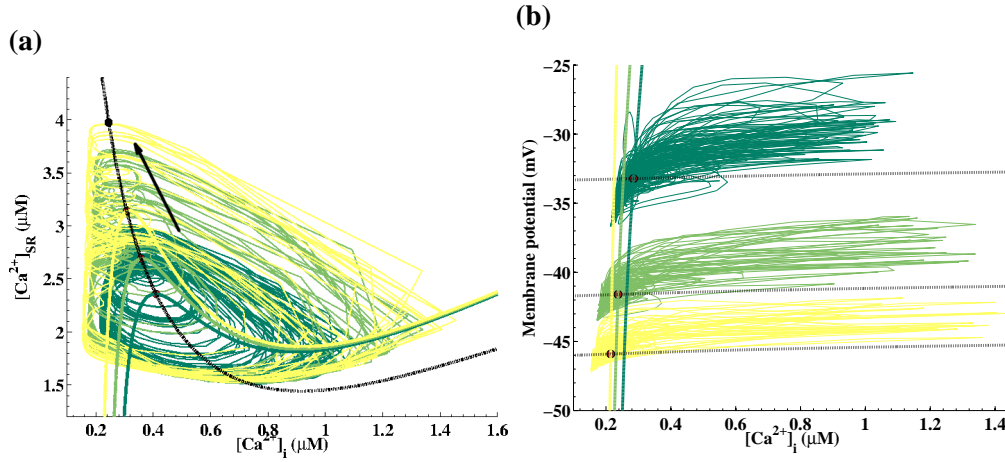 (a)
4
3.5
3
2.5
2
1.5
[Ca²⁺]SR (μM)
0.2 0.4 0.6 0.8 1 1.2 1.4 1.6
[Ca²⁺]i (μM)
(b)
−25
−30
−35
−40
−45
−50
Membrane potential (mV)
0.2 0.4 0.6 0.8 1 1.2 1.4
[Ca²⁺]i (μM)